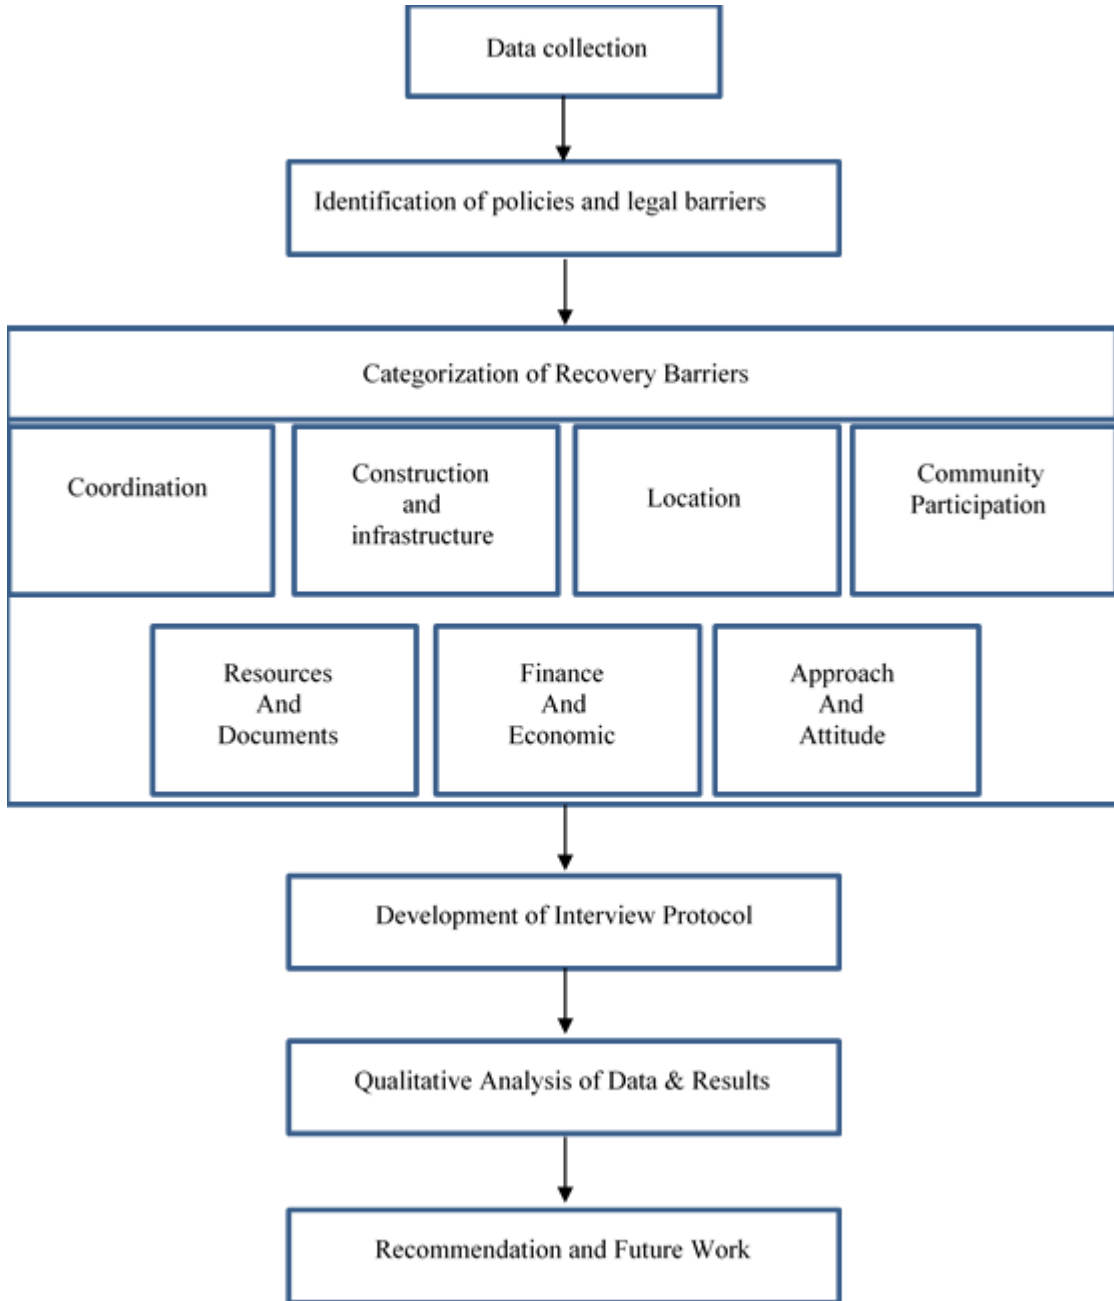 Data collection
Identification of policies and legal barriers
Categorization of Recovery Barriers
Coordination
Construction
and
infrastructure
Location
Community
Participation
Resources
And
Documents
Finance
And
Economic
Approach
And
Attitude
Development of Interview Protocol
Qualitative Analysis of Data & Results
Recommendation and Future Work